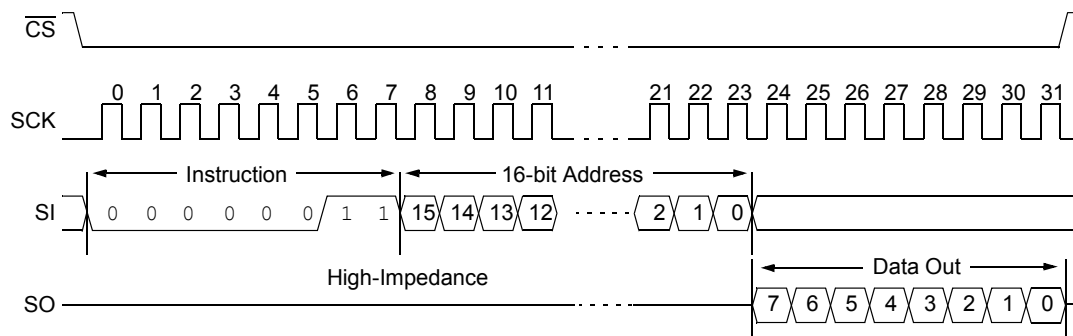 CS
0 1 2 3 4 5 6 7 8 9 10 11 21 22 23 24 25 26 27 28 29 30 31
SCK
Instruction 16-bit Address
SI 0 0 0 0 0 0 1 1 15 14 13 12 2 1 0
High-Impedance Data Out
SO 7 6 5 4 3 2 1 0